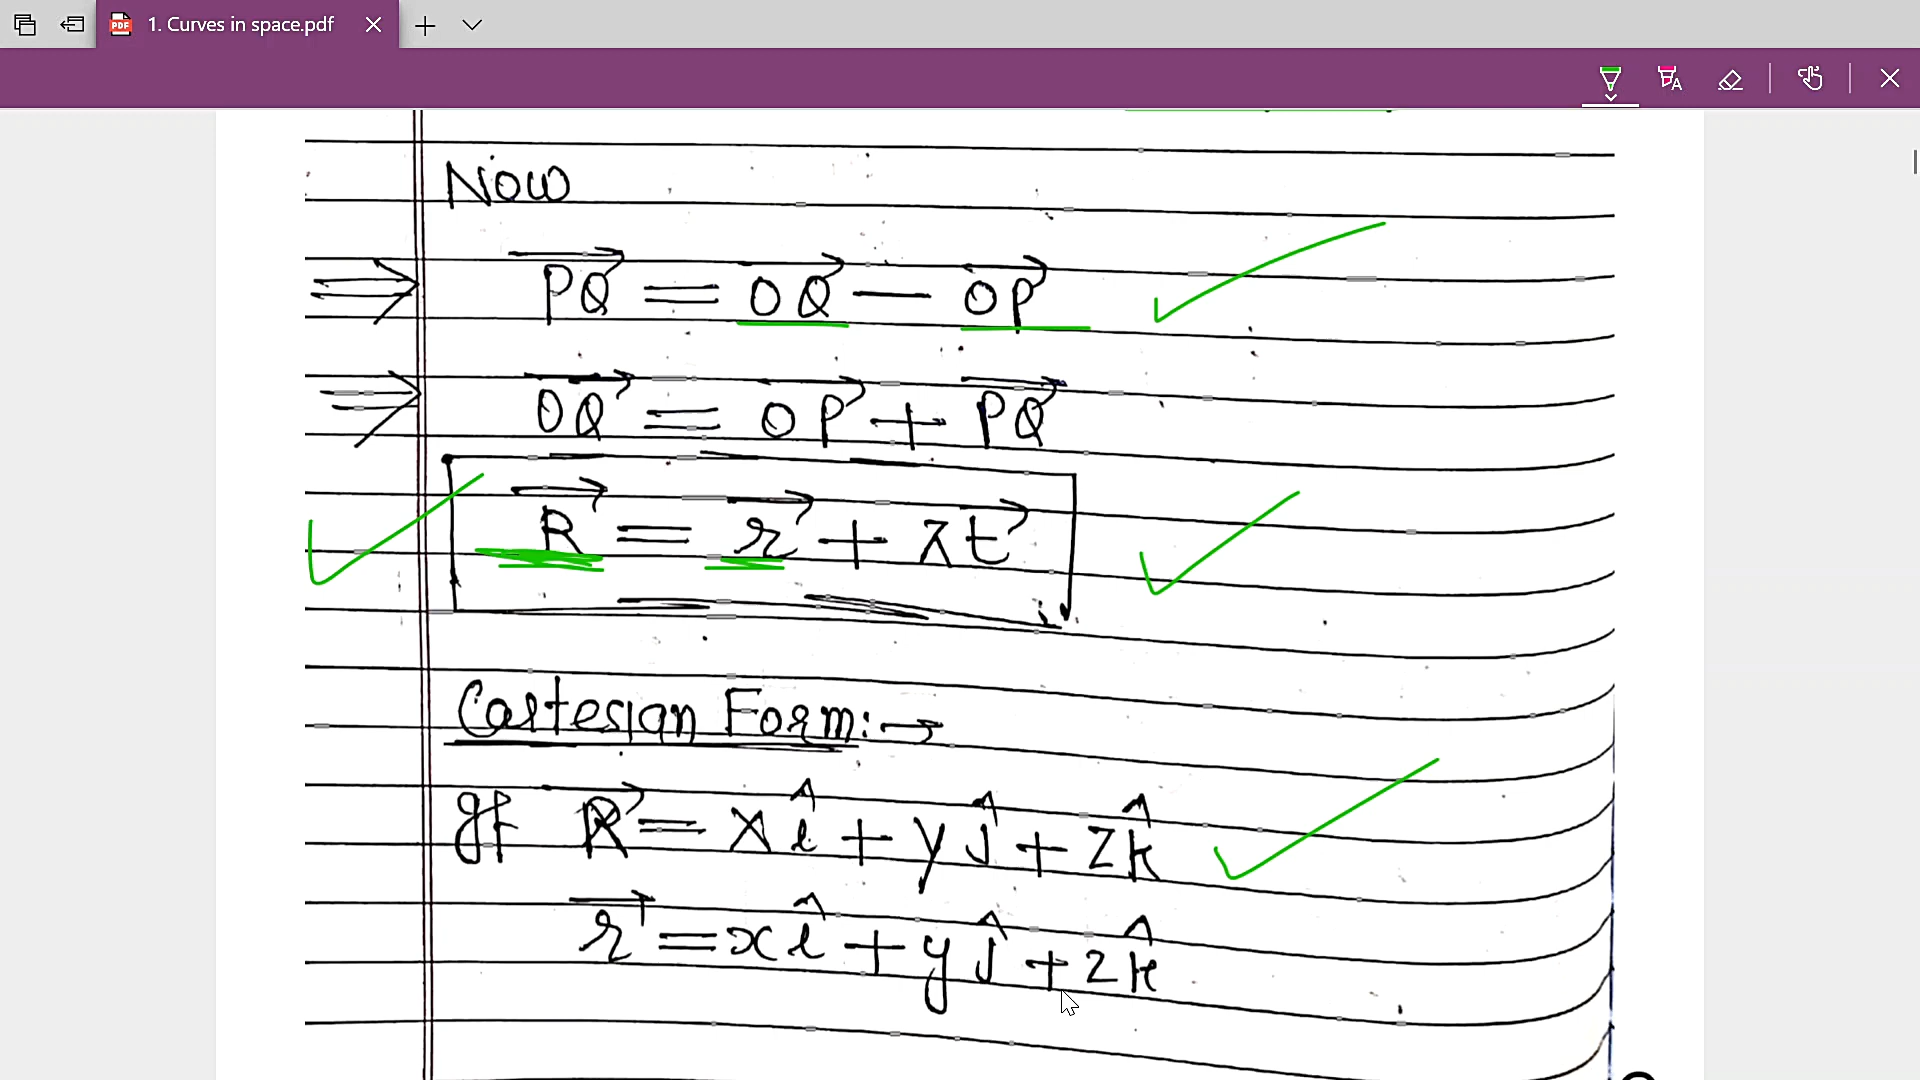 1. Curves in space.pdf
Now
⇒ PQ⃗ = OQ⃗ − OP⃗
⇒ OQ⃗ = OP⃗ + PQ⃗
R⃗ = r⃗ + λt⃗
Cartesian Form:→
If R⃗ = Xî + Yĵ + Zk̂
r⃗ = xî + yĵ + zk̂